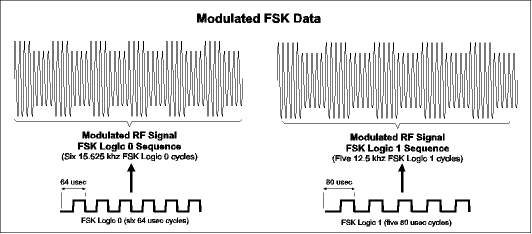 Modulated FSK Data
Modulated RF Signal
FSK Logic 0 Sequence
(Six 15.625 khz FSK Logic 0 cycles)
64 usec
FSK Logic 0 (six 64 usec cycles)
Modulated RF Signal
FSK Logic 1 Sequence
(Five 12.5 khz FSK Logic 1 cycles)
80 usec
FSK Logic 1 (five 80 usec cycles)